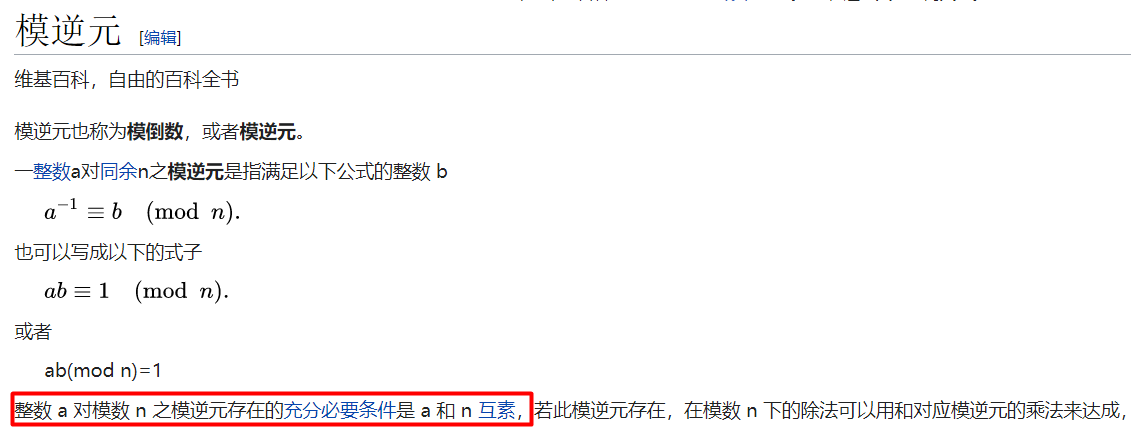 模逆元 [编辑]
维基百科，自由的百科全书
模逆元也称为模倒数，或者模逆元。
一整数a对同余n之模逆元是指满足以下公式的整数 b
a⁻¹ ≡ b (mod n).
也可以写成以下的式子
ab ≡ 1 (mod n).
或者
ab(mod n)=1
整数 a 对模数 n 之模逆元存在的充分必要条件是 a 和 n 互素，若此模逆元存在，在模数 n 下的除法可以用和对应模逆元的乘法来达成，